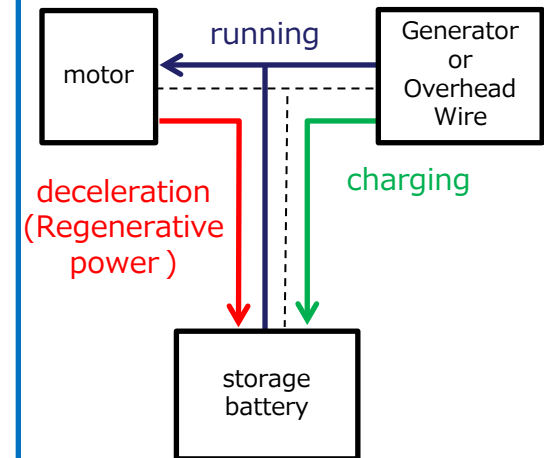 running
motor
Generator
or
Overhead
Wire
deceleration
(Regenerative
power )
charging
storage
battery